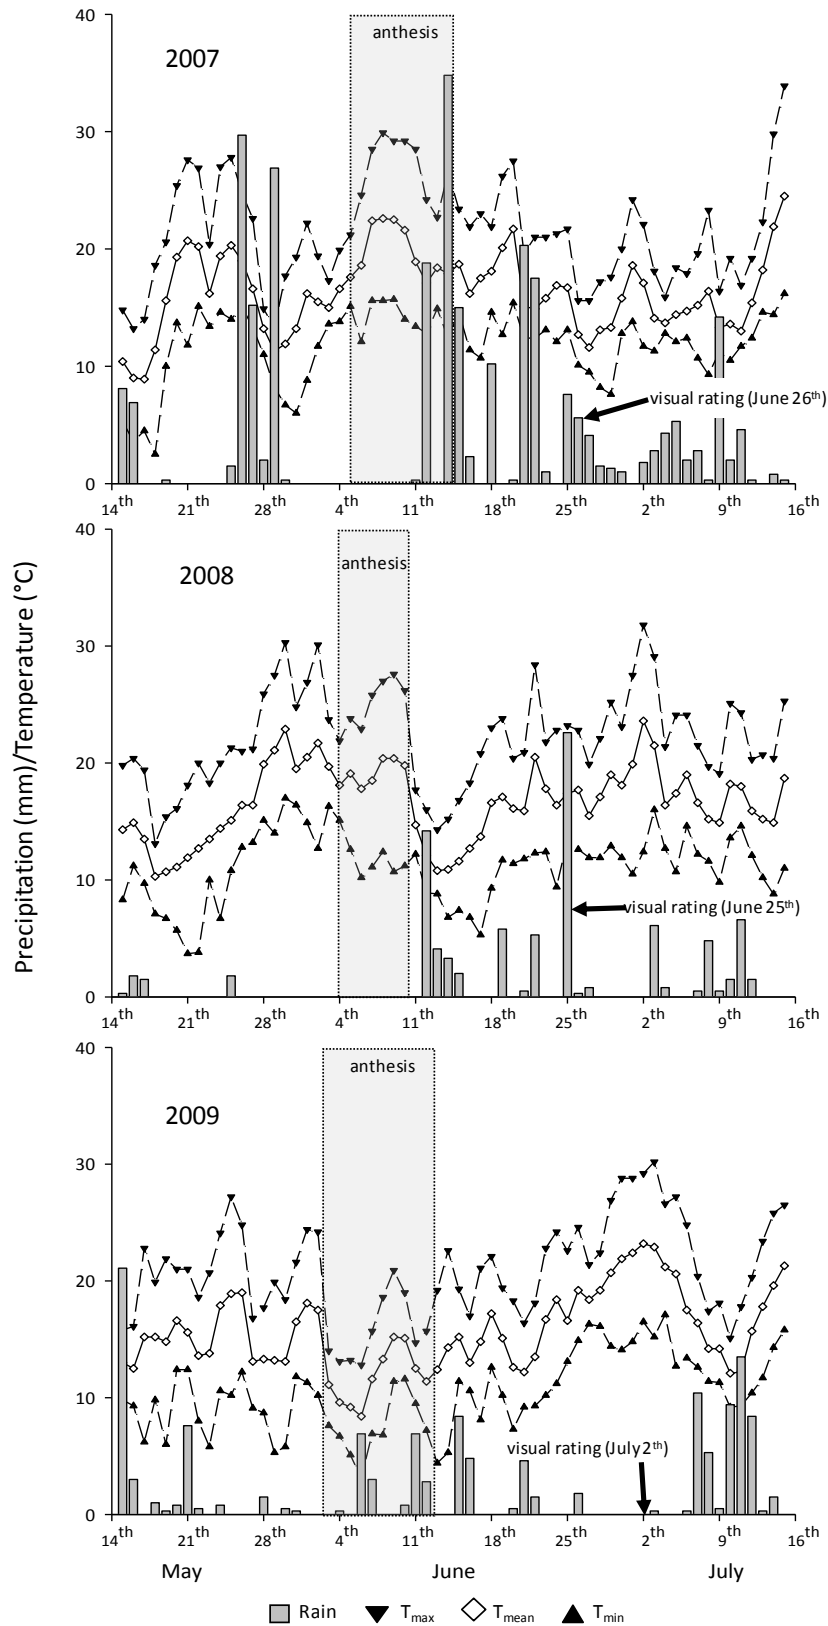 40
anthesis
2007
30
20
10
visual rating (June 26th)
0
14th 21th 28th 4th 11th 18th 25th 2th 9th 16th
40
anthesis
2008
30
20
10
visual rating (June 25th)
0
14th 21th 28th 4th 11th 18th 25th 2th 9th 16th
Precipitation (mm)/Temperature (°C)
40
anthesis
2009
30
20
10
visual rating (July 2th)
0
14th 21th 28th 4th 11th 18th 25th 2th 9th 16th
May June July
Rain Tmax Tmean Tmin